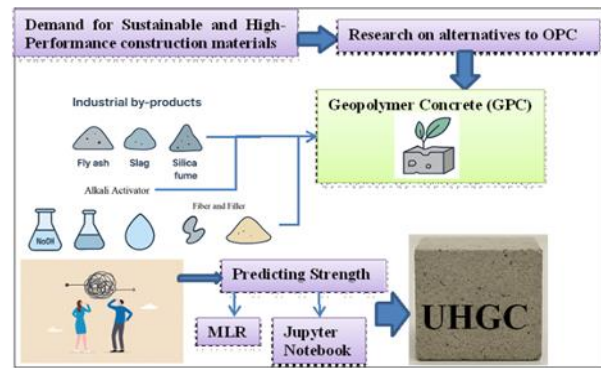 Demand for Sustainable and High-
Performance construction materials
Research on alternatives to OPC
Industrial by-products
Geopolymer Concrete (GPC)
Fly ash
Slag
Silica
fume
Alkali Activator
Fiber and Filler
NaOH
Predicting Strength
MLR
Jupyter
Notebook
UHGC